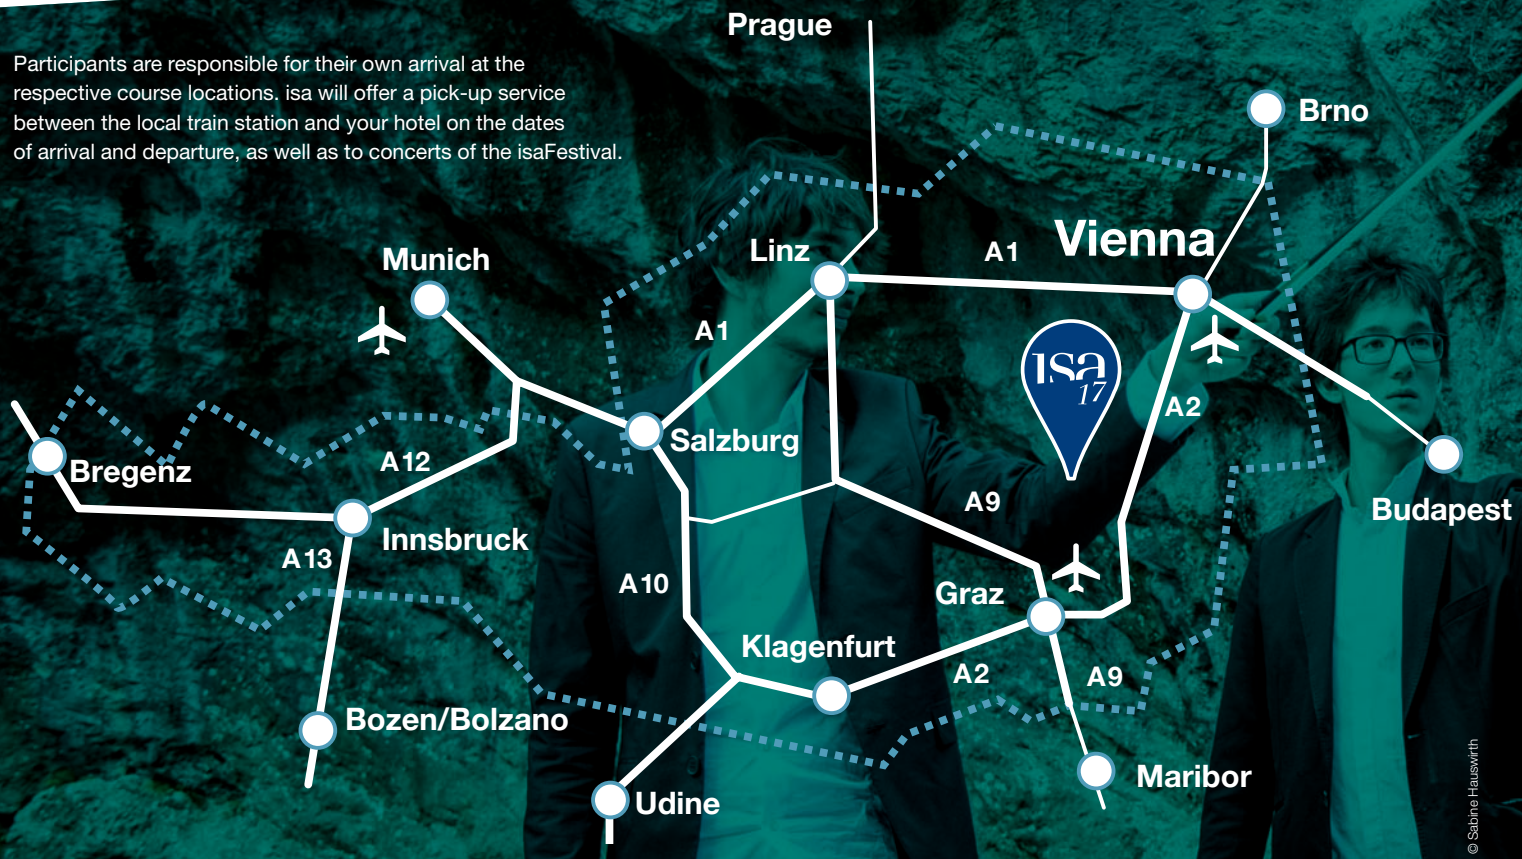 Prague
Participants are responsible for their own arrival at the
respective course locations. isa will offer a pick-up service
between the local train station and your hotel on the dates
of arrival and departure, as well as to concerts of the isaFestival.
Brno
Vienna
Linz
A1
Munich
A1
isa
17
A2
Salzburg
Bregenz
A12
A9
Budapest
Innsbruck
A13
A10
Graz
Klagenfurt
A2
A9
Bozen/Bolzano
Maribor
Udine
© Sabine Hauswirth